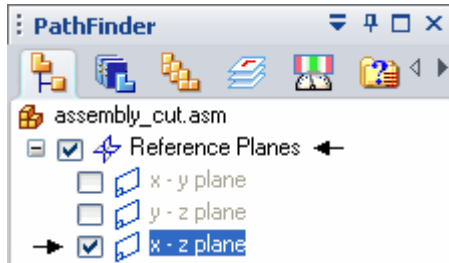 PathFinder
assembly_cut.asm
Reference Planes
x - y plane
y - z plane
x - z plane